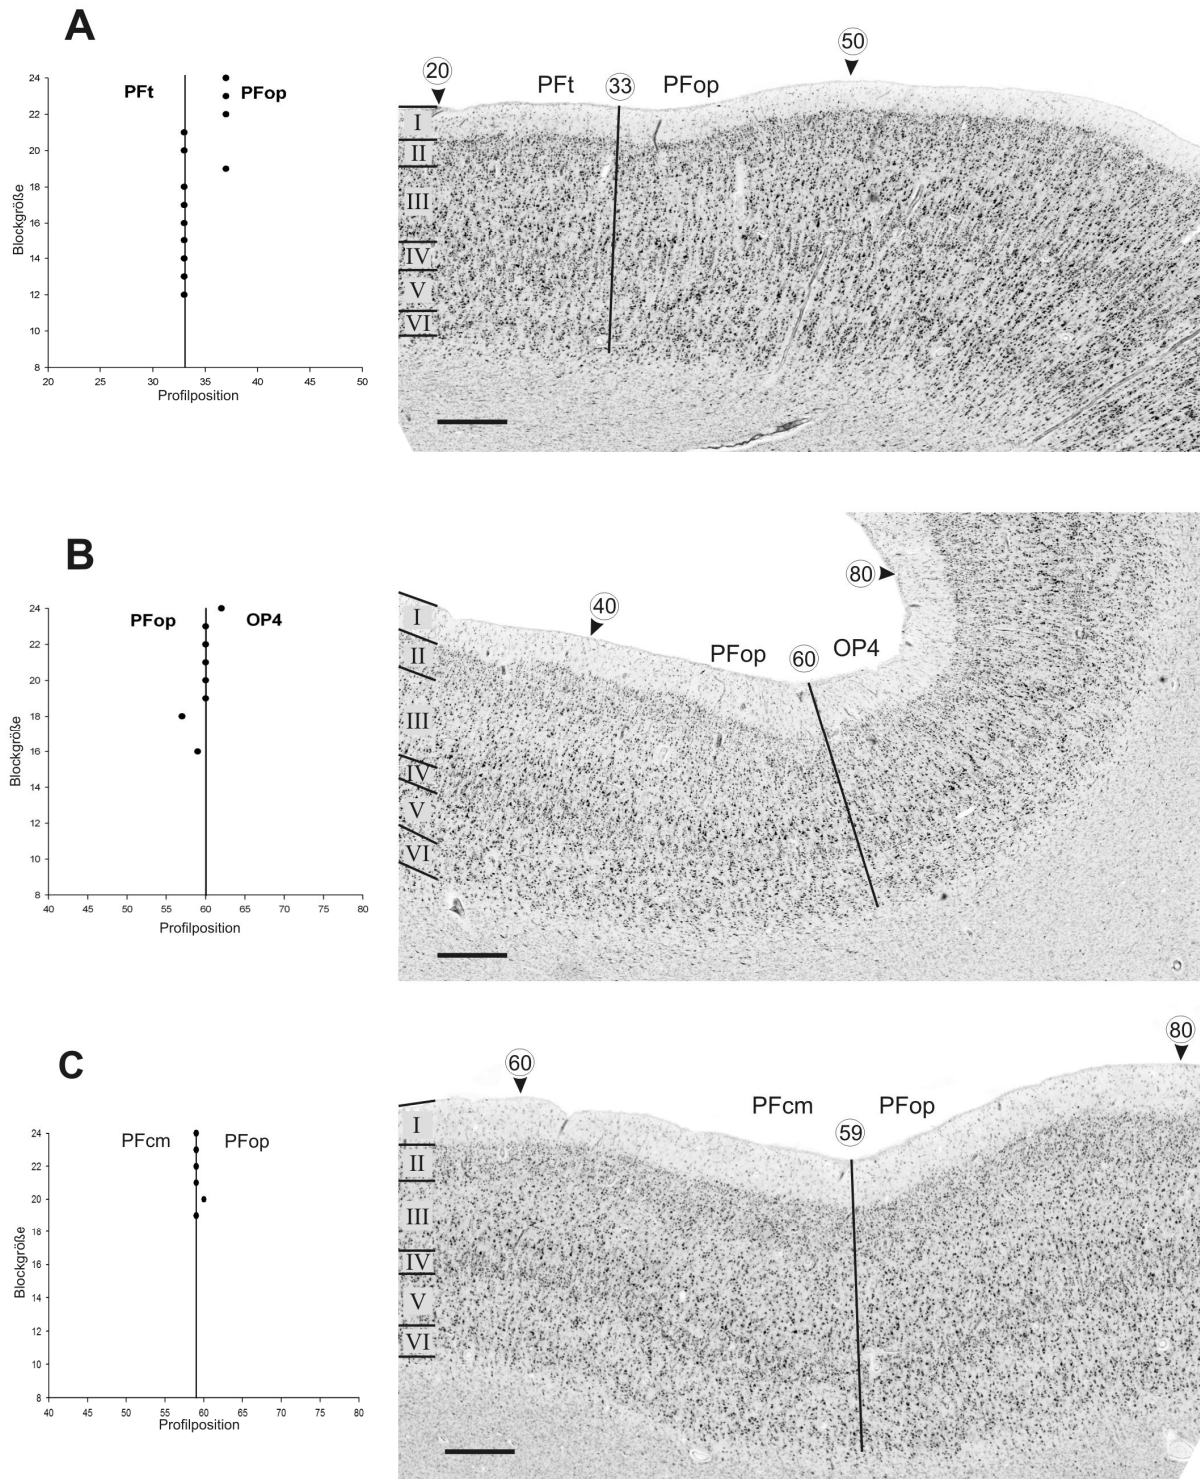 A
24
22
20
18
16
14
12
10
8
Blockgröße
PFt
PFop
20
25
30
35
40
45
50
Profilposition
20
PFt
33
PFop
50
I
II
III
IV
V
VI
B
24
22
20
18
16
14
12
10
8
Blockgröße
PFop
OP4
40
45
50
55
60
65
70
75
80
Profilposition
40
PFop
60
OP4
80
I
II
III
IV
V
VI
C
24
22
20
18
16
14
12
10
8
Blockgröße
PFcm
PFop
40
45
50
55
60
65
70
75
80
Profilposition
60
PFcm
59
PFop
80
I
II
III
IV
V
VI